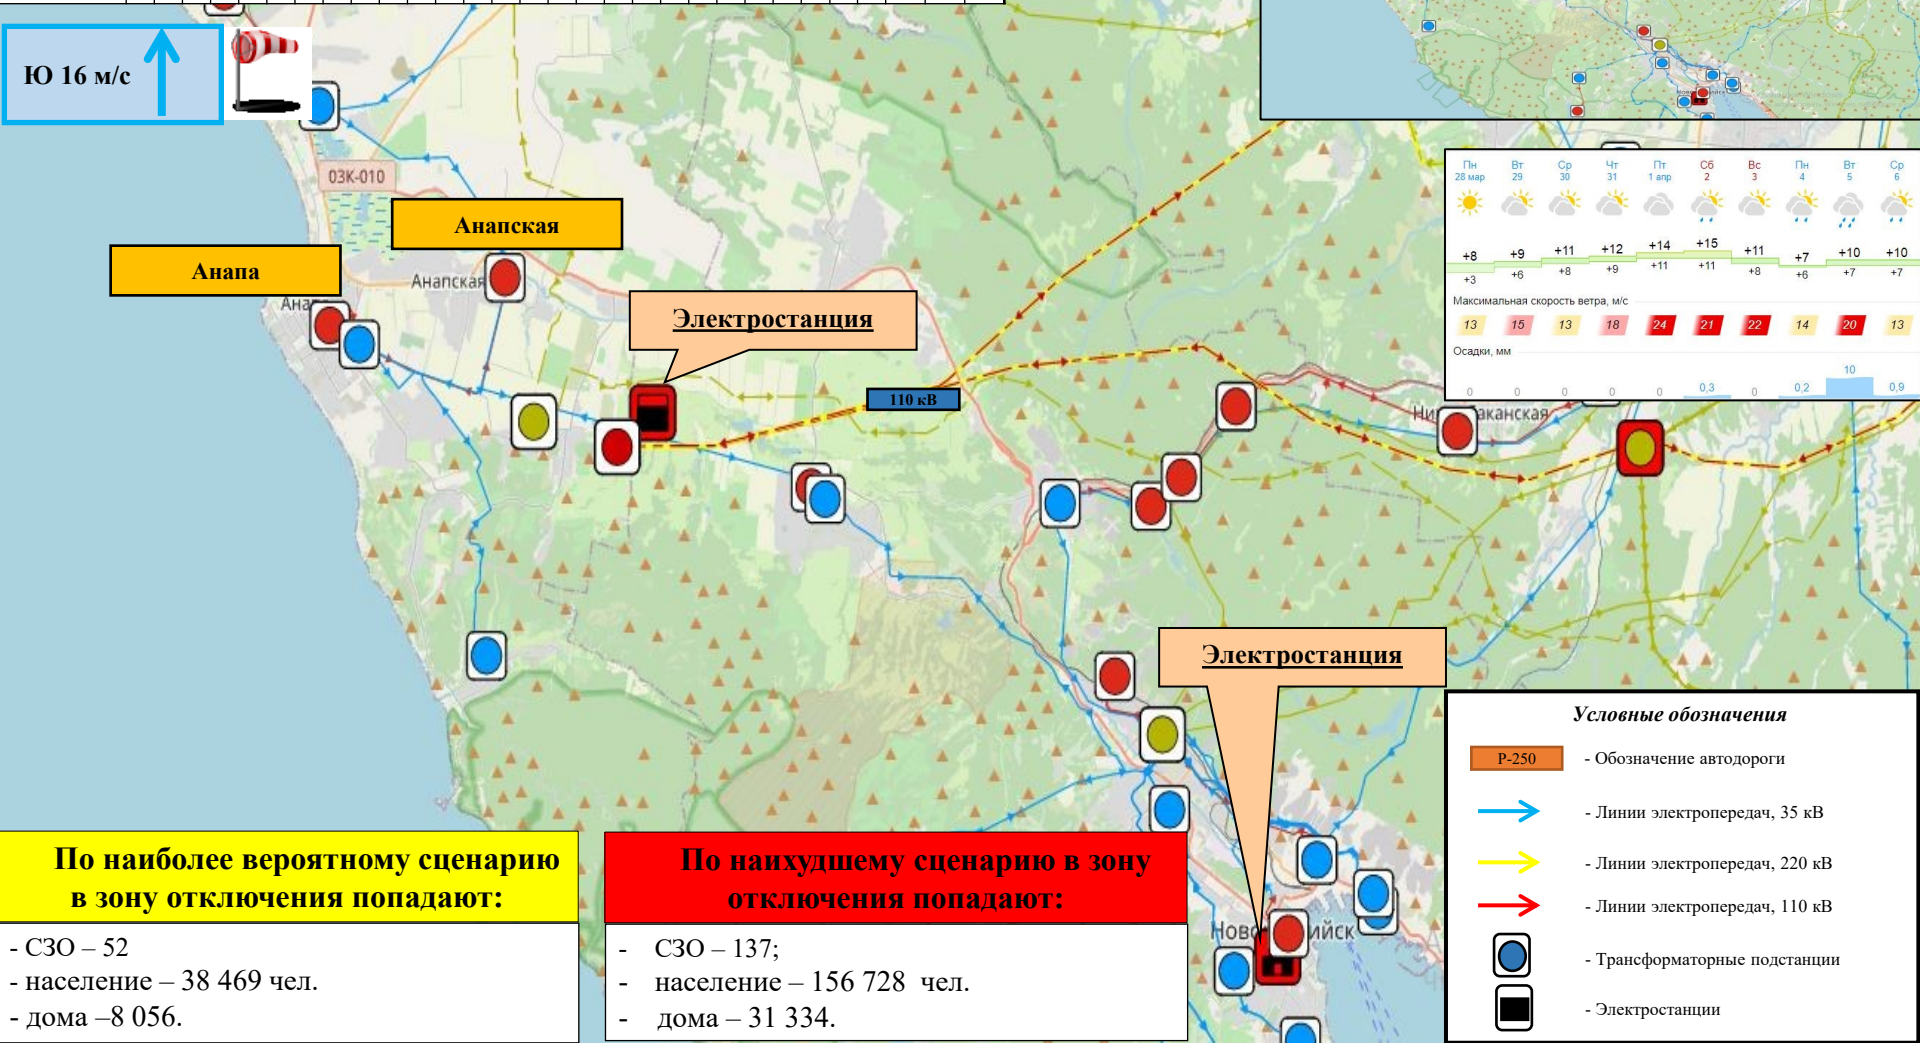 Ю 16 м/с
03К-010
Анапская
Анапа
Анапская
Электростанция
110 кВ
Пн Вт Ср Чт Пт Сб Вс Пн Вт Ср
28 мар 29 30 31 1 апр 2 3 4 5 6
+8 +9 +11 +12 +14 +15 +11 +7 +10 +10
+3 +6 +8 +9 +11 +11 +8 +6 +7 +7
Максимальная скорость ветра, м/с
13 15 13 18 24 21 22 14 20 13
Осадки, мм
0 0 0 0 0 0,3 0 0,2 10 0,9
Электростанция
Условные обозначения
Р-250 - Обозначение автодороги
- Линии электропередач, 35 кВ
- Линии электропередач, 220 кВ
- Линии электропередач, 110 кВ
- Трансформаторные подстанции
- Электростанции
По наиболее вероятному сценарию
в зону отключения попадают:
- СЗО – 52
- население – 38 469 чел.
- дома –8 056.
По наихудшему сценарию в зону
отключения попадают:
- СЗО – 137;
- население – 156 728 чел.
- дома – 31 334.